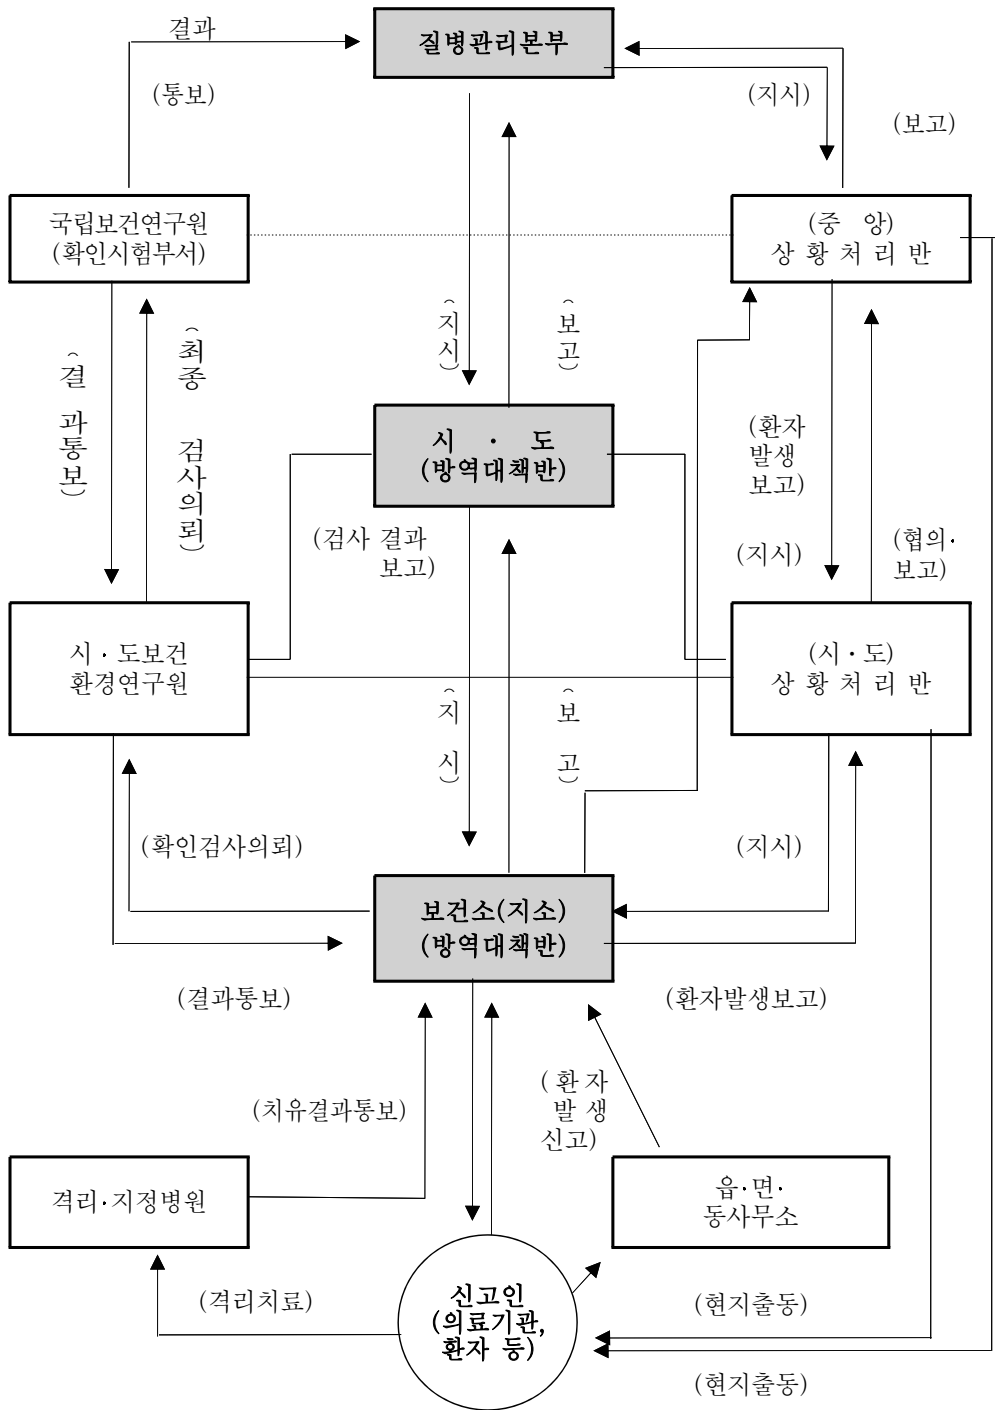 결과
질병관리본부
(통보)
(지시)
(보고)
국립보건연구원
(확인시험부서)
(중 앙)
상 황 처 리 반
(결 과통보)
(최종 검사의뢰)
(지시)
(보고)
(환자
발생
보고)
시 · 도
(방역대책반)
(검사 결과
보고)
(지시)
(협의·
보고)
시 · 도보건
환경연구원
(시 · 도)
상 황 처 리 반
(지 시)
(보 고)
(확인검사의뢰)
(지시)
보건소(지소)
(방역대책반)
(결과통보)
(환자발생보고)
(치유결과통보)
( 환 자
발 생
신고)
격리·지정병원
읍·면·
동사무소
(격리치료)
신고인
(의료기관,
환자 등)
(현지출동)
(현지출동)